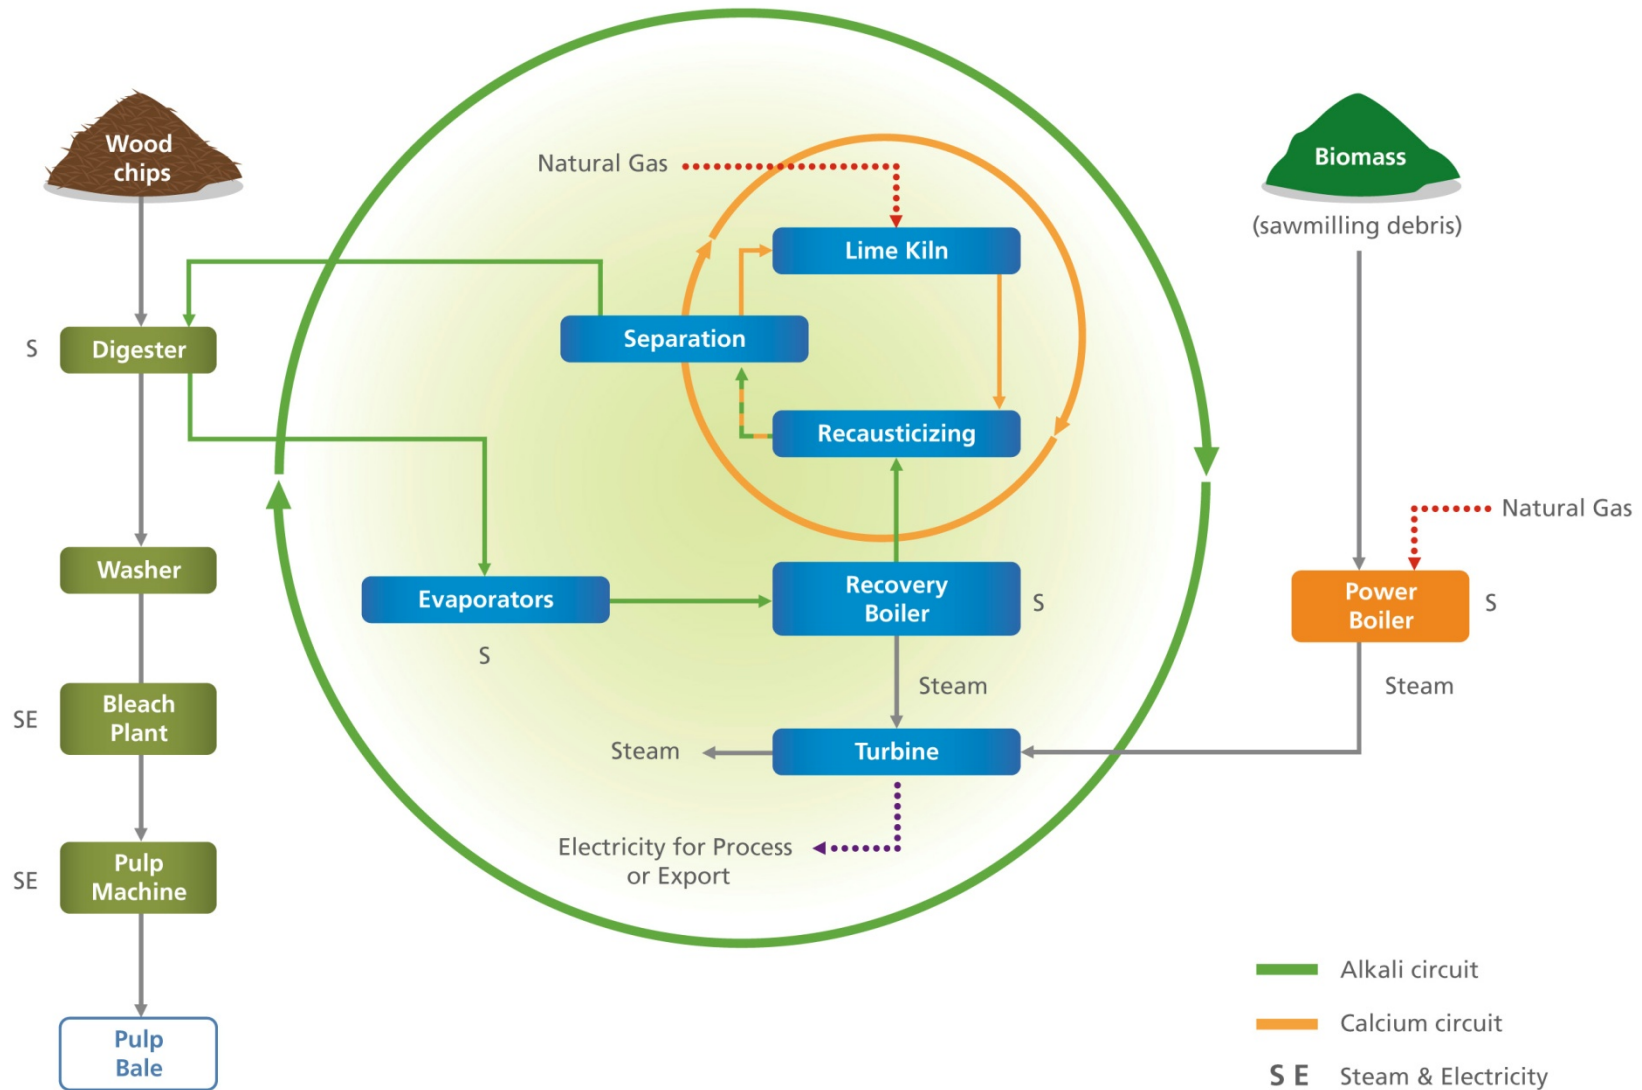 Wood
chips
Natural Gas
Biomass
(sawmilling debris)
Lime Kiln
Separation
S
Digester
Recausticizing
Natural Gas
Washer
Evaporators
S
Recovery
Boiler
S
Power
Boiler
S
Steam
Steam
SE
Bleach
Plant
Steam
Turbine
Electricity for Process
or Export
SE
Pulp
Machine
Pulp
Bale
Alkali circuit
Calcium circuit
S E Steam & Electricity